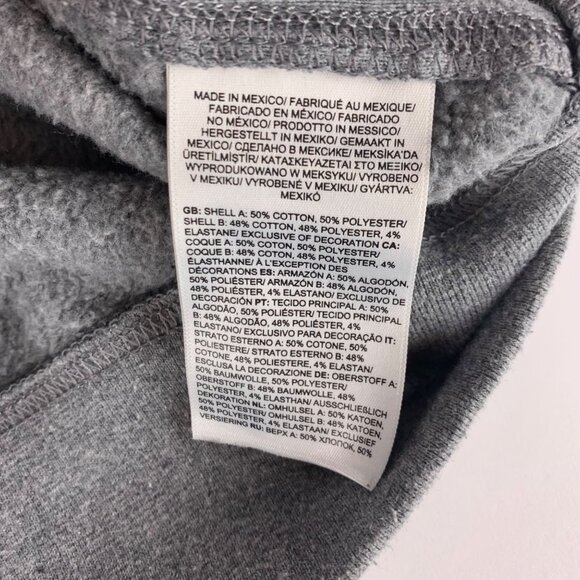 MADE IN MEXICO/ FABRIQUÉ AU MEXIQUE/
FABRICADO EN MÉXICO/ FABRICADO
NO MÉXICO/ PRODOTTO IN MESSICO/
HERGESTELLT IN MEXIKO/ GEMAAKT IN
MEXICO/ СДЕЛАНО В МЕКСИКЕ/ MEKSİKA'DA
ÜRETİLMİŞTİR/ ΚΑΤΑΣΚΕΥΑΖΕΤΑΙ ΣΤΟ ΜΕΞΙΚΟ/
WYPRODUKOWANO W MEKSYKU/ VYROBENO
V MEXIKU/ VYROBENÉ V MEXIKU/ GYÁRTVA:
MEXIKÓ
GB: SHELL A: 50% COTTON, 50% POLYESTER/
SHELL B: 48% COTTON, 48% POLYESTER, 4%
ELASTANE/ EXCLUSIVE OF DECORATION CA:
COQUE A: 50% COTON, 50% POLYESTER/
COQUE B: 48% COTON, 48% POLYESTER, 4%
ÉLASTHANNE/ À L'EXCEPTION DES
DÉCORATIONS ES: ARMAZÓN A: 50% ALGODÓN,
50% POLIÉSTER/ ARMAZÓN B: 48% ALGODÓN,
48% POLIÉSTER, 4% ELASTANO/ EXCLUSIVO DE
DECORACIÓN PT: TECIDO PRINCIPAL A: 50%
ALGODÃO, 50% POLIÉSTER/ TECIDO PRINCIPAL
B: 48% ALGODÃO, 48% POLIÉSTER, 4%
ELASTANO/ EXCLUSIVO PARA DECORAÇÃO IT:
STRATO ESTERNO A: 50% COTONE, 50%
POLIESTERE/ STRATO ESTERNO B: 48%
COTONE, 48% POLIESTERE, 4% ELASTAN/
ESCLUSA LA DECORAZIONE DE: OBERSTOFF A:
50% BAUMWOLLE, 50% POLYESTER/
OBERSTOFF B: 48% BAUMWOLLE, 48%
POLYESTER, 4% ELASTHAN/ AUSSCHLIEßLICH
DEKORATION NL: OMHULSEL A: 50% KATOEN,
50% POLYESTER/ OMHULSEL B: 48% KATOEN,
48% POLYESTER, 4% ELASTAAN/ EXCLUSIEF
VERSIERING RU: ВЕРХ A: 50% ХЛОПОК, 50%